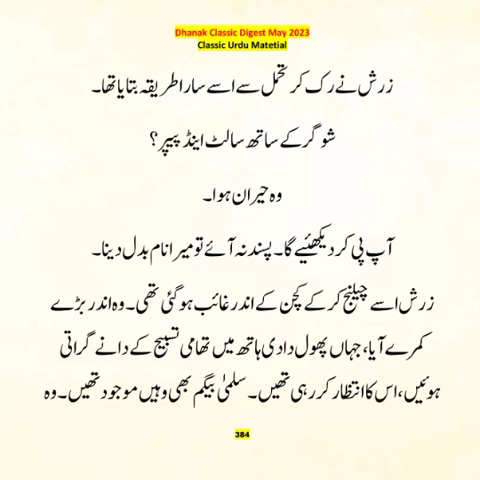 Dhanak Classic Digest May 2023
Classic Urdu Matetial
زرش نے رک کر تحمل سے اسے سارا طریقہ بتایا تھا۔
شوگر کے ساتھ سالٹ اینڈ پیپر؟
وہ حیران ہوا۔
آپ پی کر دیکھئیے گا۔ پسند نہ آئے تو میرا نام بدل دینا۔
زرش اسے چیلنج کر کے کچن کے اندر غائب ہو گئی تھی۔ وہ اندر بڑے
کمرے آیا، جہاں پھول دادی ہاتھ میں تھامی تسبیح کے دانے گراتی
ہوئیں، اس کا انتظار کر رہی تھیں۔ سلمیٰ بیگم بھی وہیں موجود تھیں۔ وہ
384